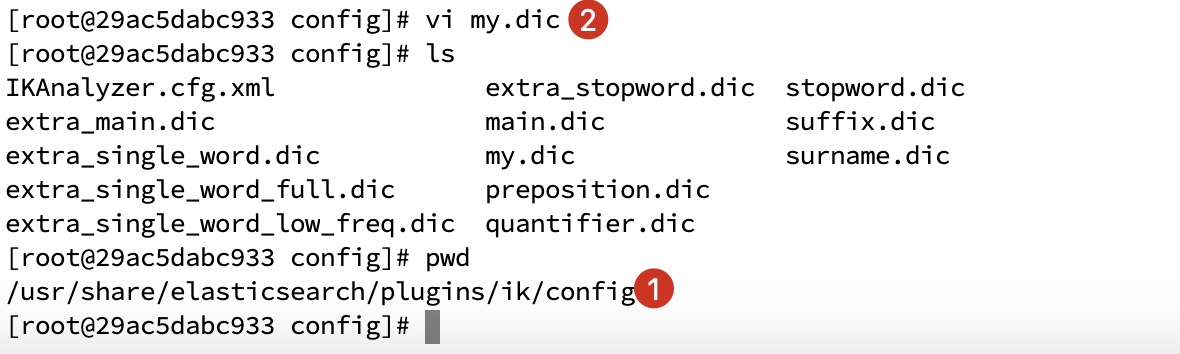 [root@29ac5dabc933 config]# vi my.dic 2
[root@29ac5dabc933 config]# ls
IKAnalyzer.cfg.xml extra_stopword.dic stopword.dic
extra_main.dic main.dic suffix.dic
extra_single_word.dic my.dic surname.dic
extra_single_word_full.dic preposition.dic
extra_single_word_low_freq.dic quantifier.dic
[root@29ac5dabc933 config]# pwd
/usr/share/elasticsearch/plugins/ik/config 1
[root@29ac5dabc933 config]#